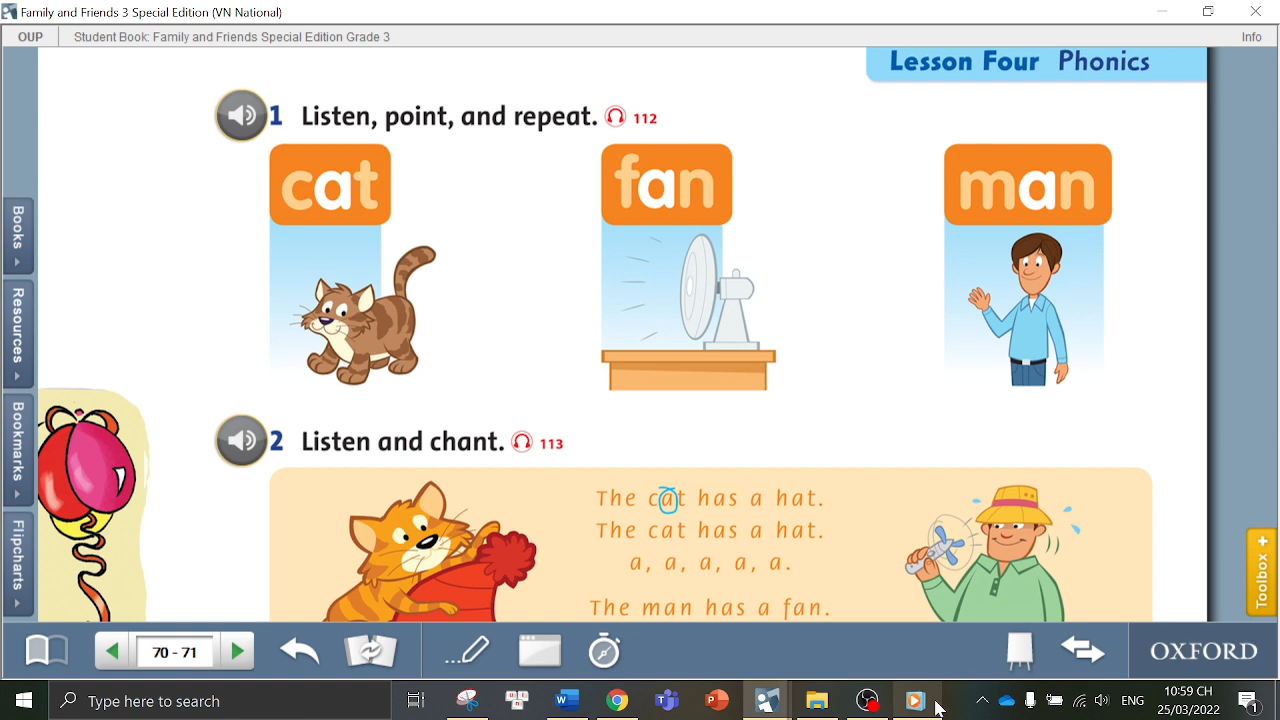 Family and Friends 3 Special Edition (VN National)
OUP Student Book: Family and Friends Special Edition Grade 3 Info
Lesson Four Phonics
1 Listen, point, and repeat. 112
cat fan man
2 Listen and chant. 113
The cat has a hat.
The cat has a hat.
a, a, a, a, a.
The man has a fan.
Books
Resources
Bookmarks
Flipcharts
Toolbox +
70 - 71
OXFORD
Type here to search
ENG
10:59 CH
25/03/2022
1